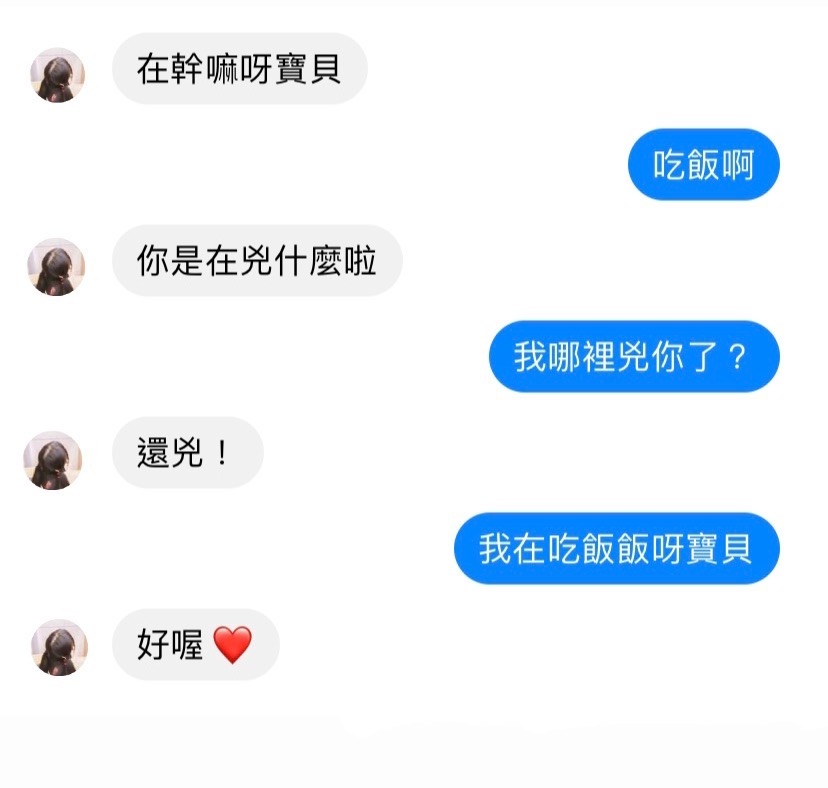 在幹嘛呀寶貝
吃飯啊
你是在兇什麼啦
我哪裡兇你了？
還兇！
我在吃飯飯呀寶貝
好喔❤️